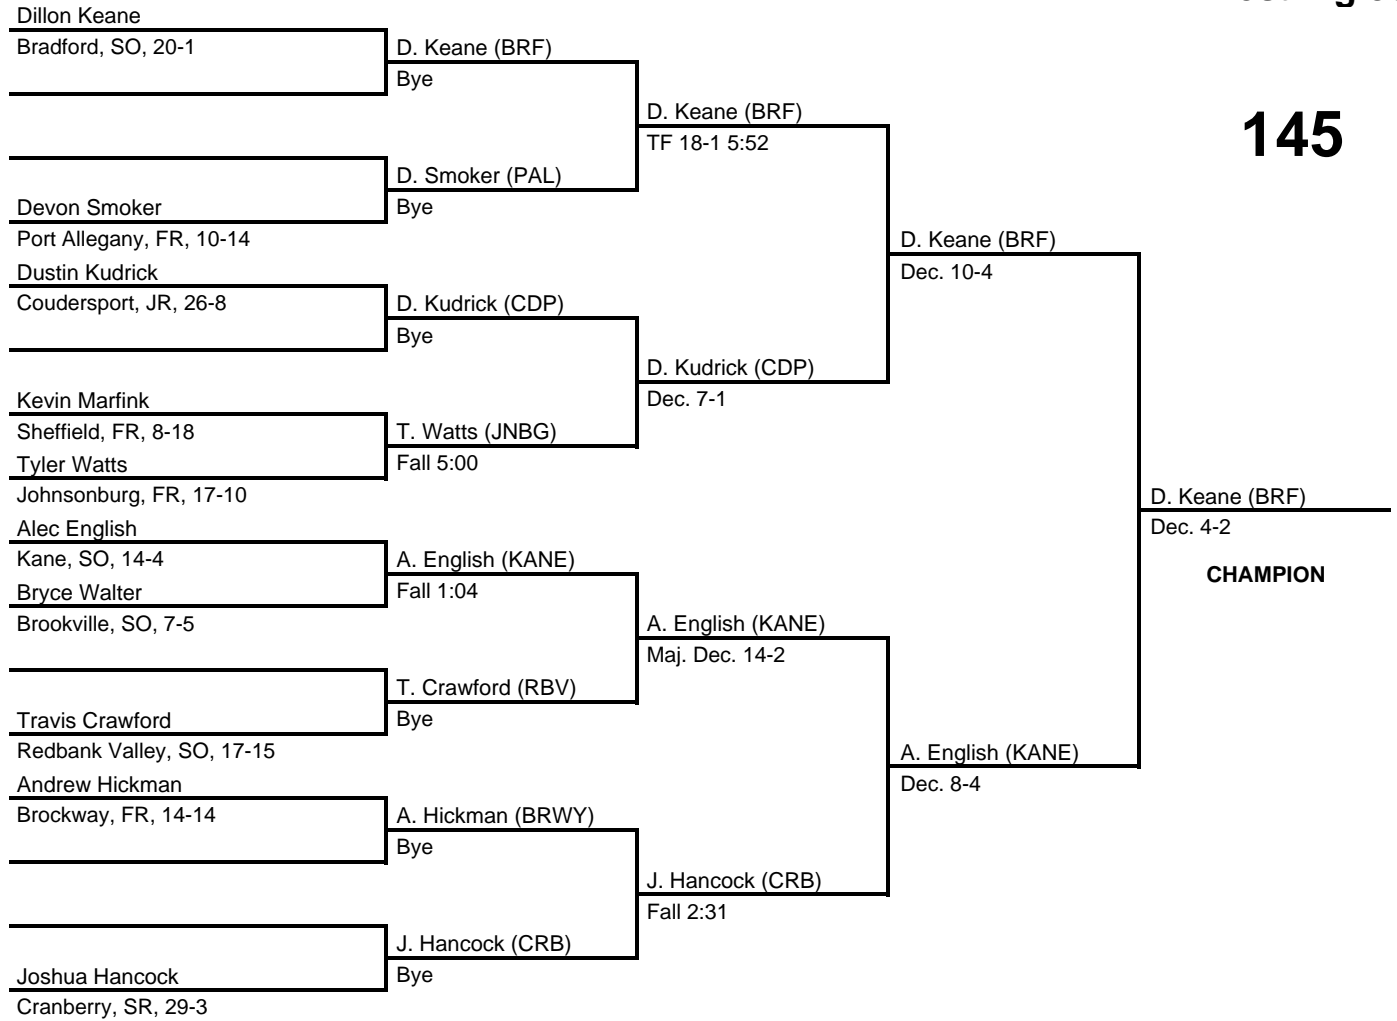 Dillon Keane
Bradford, SO, 20-1
D. Keane (BRF)
Bye
D. Keane (BRF)
TF 18-1 5:52
145
D. Smoker (PAL)
Bye
Devon Smoker
Port Allegany, FR, 10-14
D. Keane (BRF)
Dec. 10-4
Dustin Kudrick
Coudersport, JR, 26-8
D. Kudrick (CDP)
Bye
D. Kudrick (CDP)
Dec. 7-1
Kevin Marfink
Sheffield, FR, 8-18
T. Watts (JNBG)
Fall 5:00
Tyler Watts
Johnsonburg, FR, 17-10
D. Keane (BRF)
Dec. 4-2
CHAMPION
Alec English
Kane, SO, 14-4
A. English (KANE)
Fall 1:04
Bryce Walter
Brookville, SO, 7-5
A. English (KANE)
Maj. Dec. 14-2
T. Crawford (RBV)
Bye
Travis Crawford
Redbank Valley, SO, 17-15
A. English (KANE)
Dec. 8-4
Andrew Hickman
Brockway, FR, 14-14
A. Hickman (BRWY)
Bye
J. Hancock (CRB)
Fall 2:31
J. Hancock (CRB)
Bye
Joshua Hancock
Cranberry, SR, 29-3